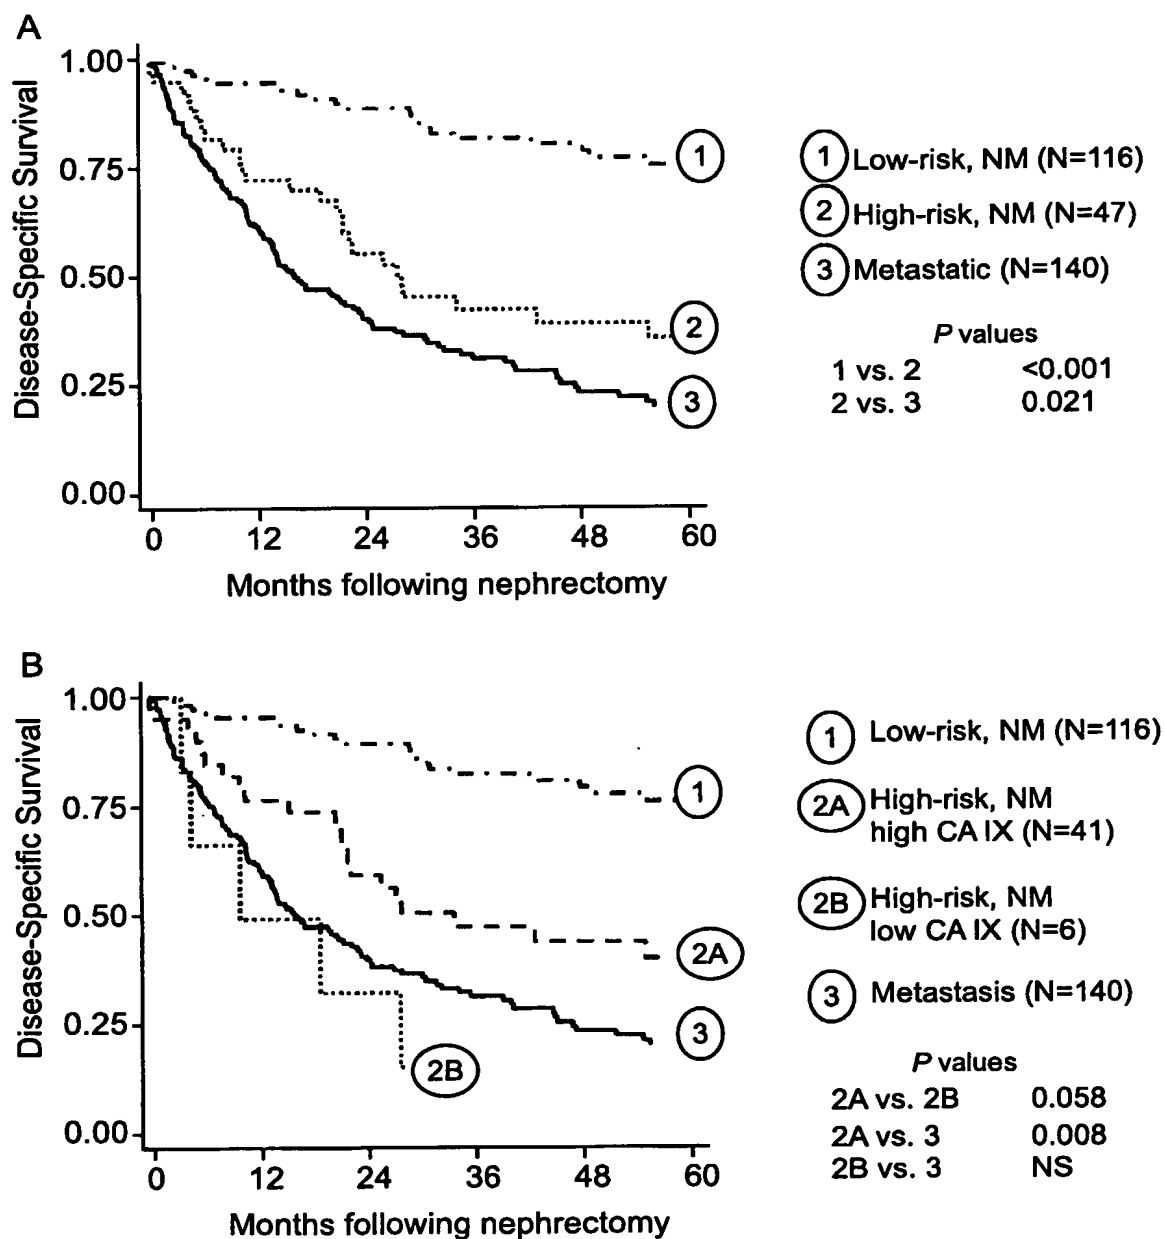 A
Disease-Specific Survival
1.00
0.75
0.50
0.25
0.00
0 12 24 36 48 60
Months following nephrectomy
1
2
3
1 Low-risk, NM (N=116)
2 High-risk, NM (N=47)
3 Metastatic (N=140)
P values
1 vs. 2 <0.001
2 vs. 3 0.021
B
Disease-Specific Survival
1.00
0.75
0.50
0.25
0.00
0 12 24 36 48 60
Months following nephrectomy
1
2A
3
2B
1 Low-risk, NM (N=116)
2A High-risk, NM
high CA IX (N=41)
2B High-risk, NM
low CA IX (N=6)
3 Metastasis (N=140)
P values
2A vs. 2B 0.058
2A vs. 3 0.008
2B vs. 3 NS